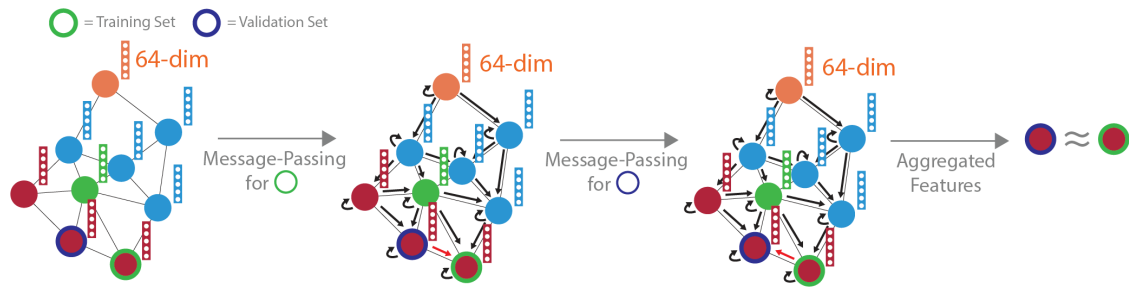 = Training Set
= Validation Set
64-dim
64-dim
64-dim
Message-Passing
for
Message-Passing
for
Aggregated
Features
≈